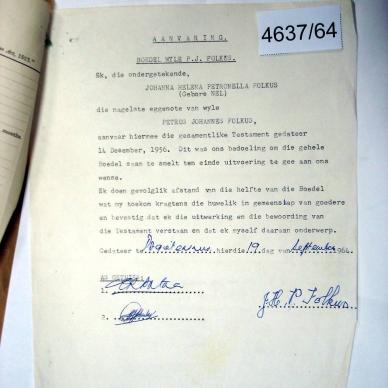 4637/64
AANVARING.
BOEDEL WYLE P.J. FOLKUS.
Ek, die ondergetekende,
JOHANNA HELENA PETRONELLA FOLKUS
(Gebore NEL)
die nagelate eggenote van wyle
PETRUS JOHANNES FOLKUS,
aanvaar hiermee die gesamentlike Testament gedateer
14 Desember, 1956. Dit was ons bedoeling om die gehele
Boedel saam te smelt ten einde uitvoering te gee aan ons
wense.
Ek doen gevolglik afstand van die helfte van die Boedel
wat my toekom kragtens die huwelik in gemeenskap van goedere
en bevestig dat ek die uitwerking en die bewoording van
die Testament verstaan en dat ek myself daaraan onderwerp.
Gedateer te hierdie 19 dag van September 1964.
AS GETUIE:
1.
2.
J.H.P. Folkus